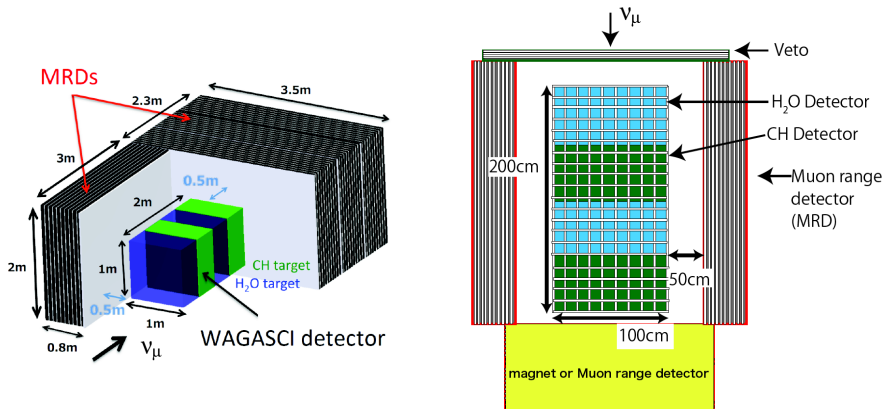 MRDs
2.3m
3.5m
3m
0.5m
2m
2m
1m
CH target
H₂O target
0.5m
1m
WAGASCI detector
0.8m
νμ
νμ
Veto
H₂O Detector
CH Detector
200cm
Muon range
detector
(MRD)
50cm
100cm
magnet or Muon range detector